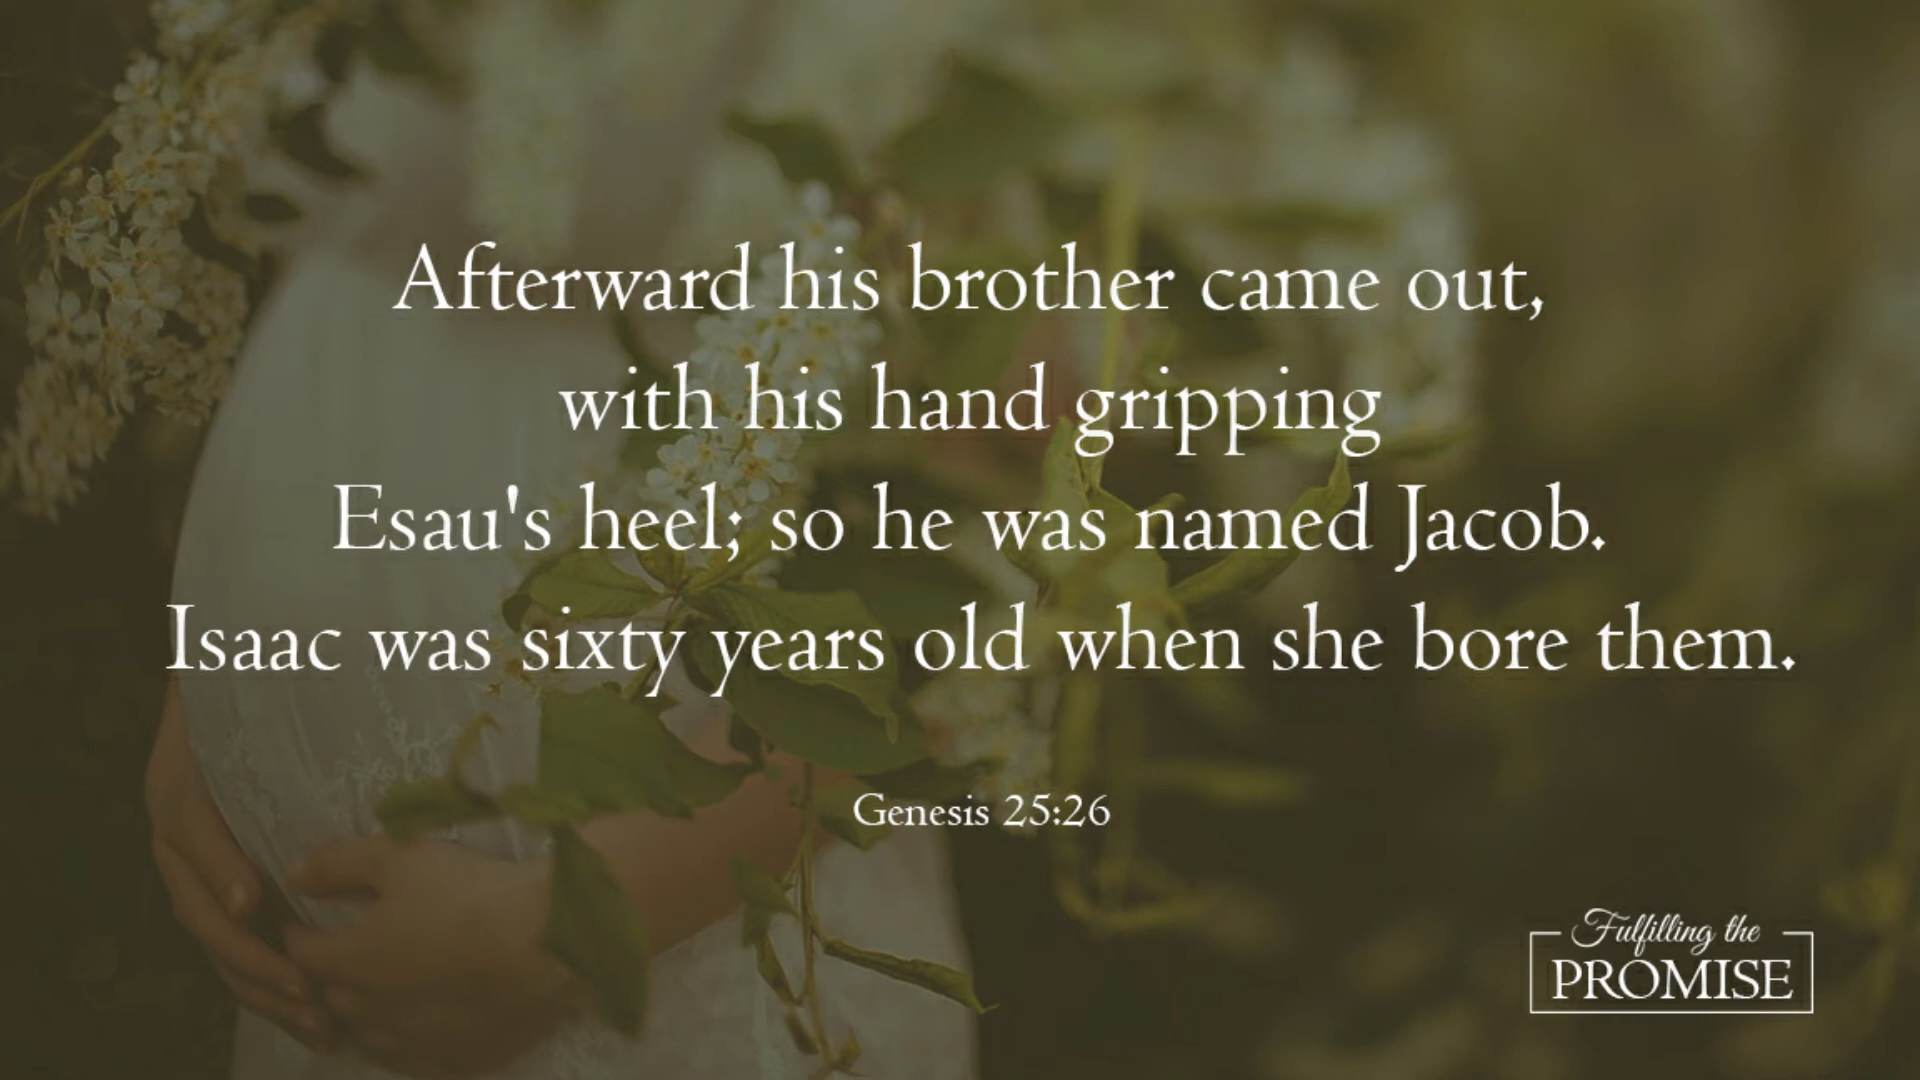 Afterward his brother came out,
with his hand gripping
Esau's heel; so he was named Jacob.
Isaac was sixty years old when she bore them.
Genesis 25:26
Fulfilling the
PROMISE